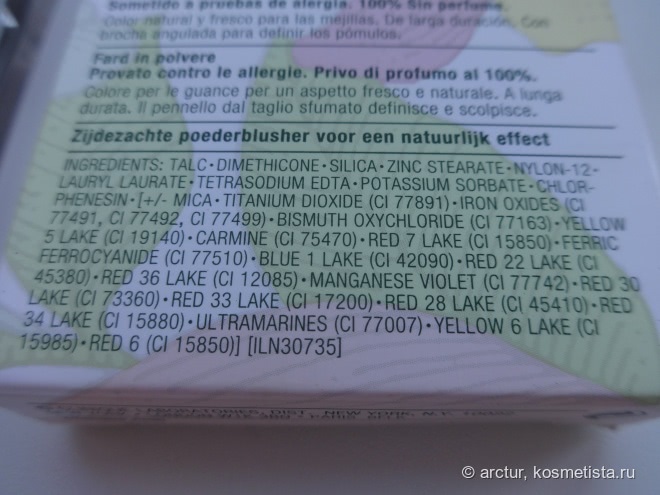 Sometido a pruebas de alergia. 100% Sin perfume.
Color natural y fresco para las mejillas. De larga duración. Con
brocha angulada para definir los pómulos.
Fard in polvere
Provato contro le allergie. Privo di profumo al 100%.
Colore per le guance per un aspetto fresco e naturale. A lunga
durata. Il pennello dal taglio sfumato definisce e scolpisce.
Zijdezachte poederblusher voor een natuurlijk effect
INGREDIENTS: TALC • DIMETHICONE • SILICA • ZINC STEARATE • NYLON-12 •
LAURYL LAURATE • TETRASODIUM EDTA • POTASSIUM SORBATE • CHLOR-
PHENESIN • [+/- MICA • TITANIUM DIOXIDE (CI 77891) • IRON OXIDES (CI
77491, CI 77492, CI 77499) • BISMUTH OXYCHLORIDE (CI 77163) • YELLOW
5 LAKE (CI 19140) • CARMINE (CI 75470) • RED 7 LAKE (CI 15850) • FERRIC
FERROCYANIDE (CI 77510) • BLUE 1 LAKE (CI 42090) • RED 22 LAKE (CI
45380) • RED 36 LAKE (CI 12085) • MANGANESE VIOLET (CI 77742) • RED 30
LAKE (CI 73360) • RED 33 LAKE (CI 17200) • RED 28 LAKE (CI 45410) • RED
34 LAKE (CI 15880) • ULTRAMARINES (CI 77007) • YELLOW 6 LAKE (CI
15985) • RED 6 (CI 15850)] [ILN30735]
DIST. NEW YORK, N.Y.
© arctur, kosmetista.ru